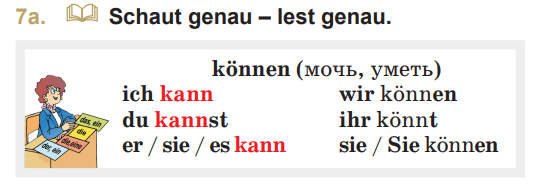 7a. Schaut genau – lest genau.
können (мочь, уметь)
ich kann wir können
du kannst ihr könnt
er / sie / es kann sie / Sie können
das, ein
die
die, eine
der, ein